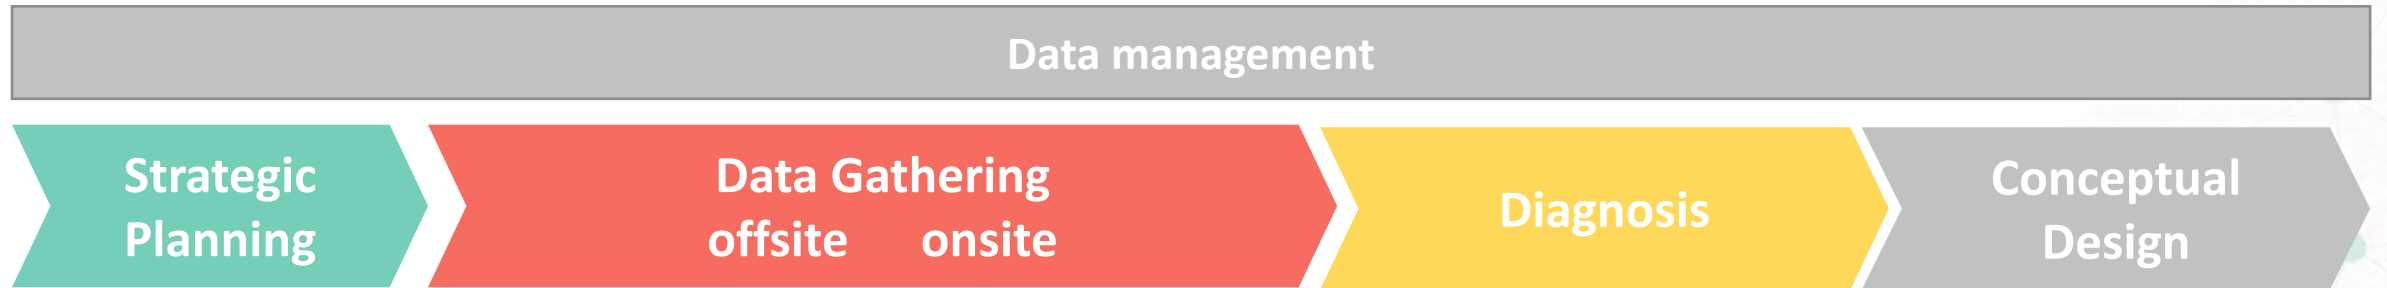 Data management
Strategic
Planning
Data Gathering
offsite onsite
Diagnosis
Conceptual
Design